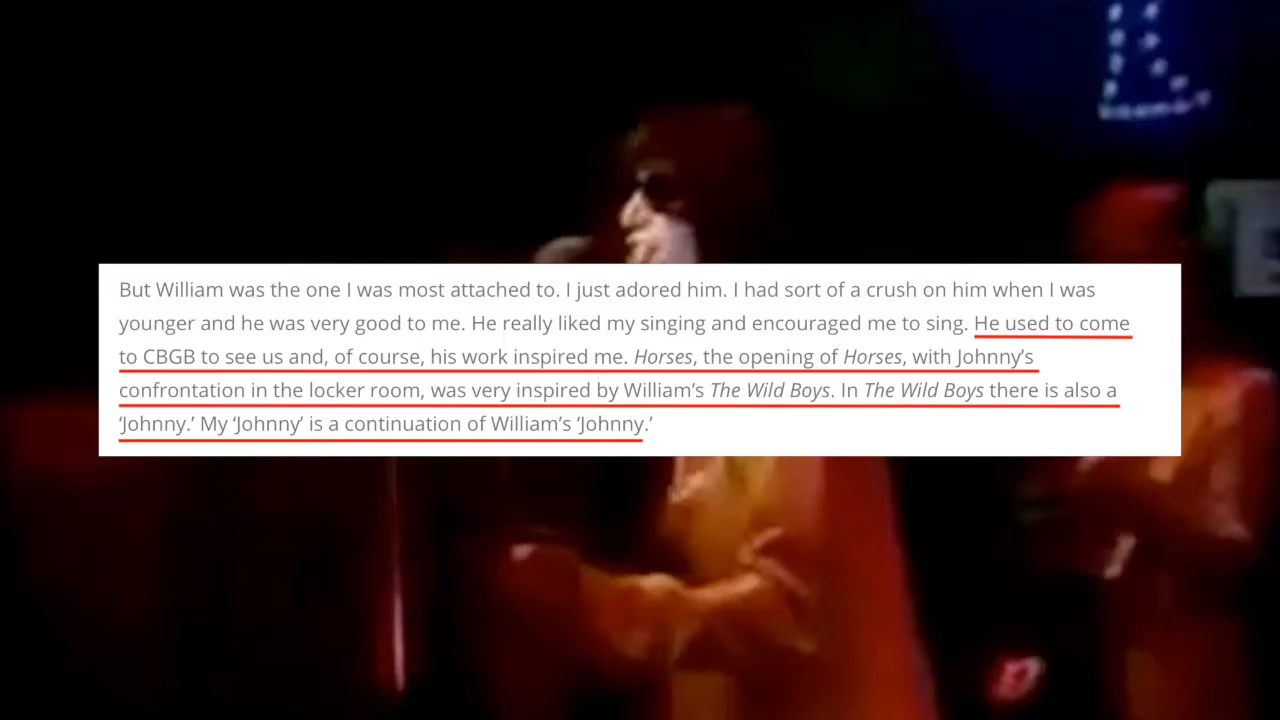 But William was the one I was most attached to. I just adored him. I had sort of a crush on him when I was
younger and he was very good to me. He really liked my singing and encouraged me to sing. He used to come
to CBGB to see us and, of course, his work inspired me. Horses, the opening of Horses, with Johnny’s
confrontation in the locker room, was very inspired by William’s The Wild Boys. In The Wild Boys there is also a
‘Johnny.’ My ‘Johnny’ is a continuation of William’s ‘Johnny.’